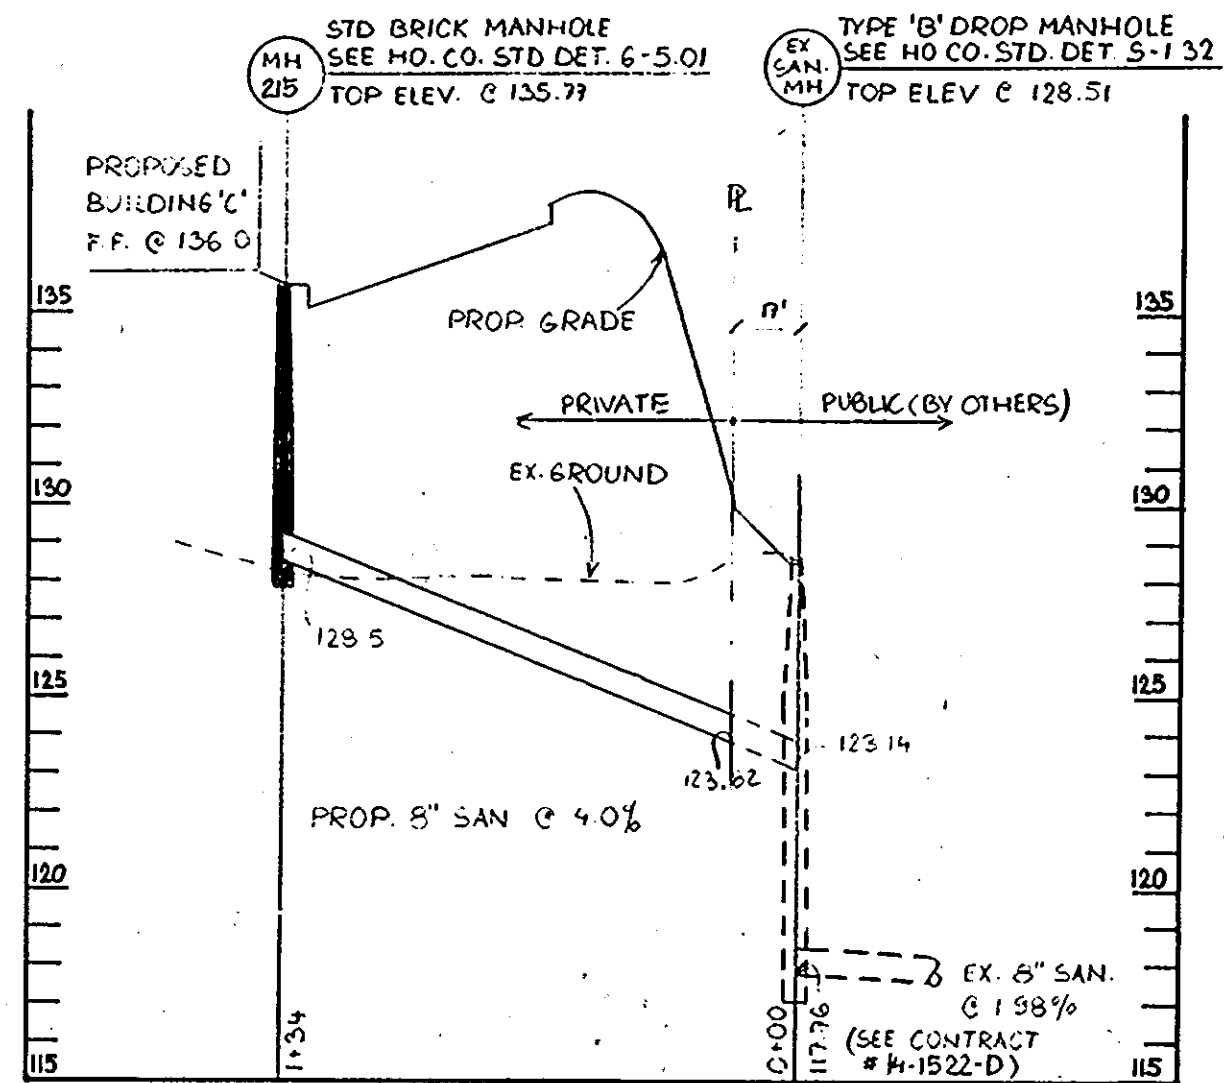 MH
215
STD BRICK MANHOLE
SEE HO. CO. STD DET. G-5.01
TOP ELEV. @ 135.77
EX
SAN.
MH
TYPE 'B' DROP MANHOLE
SEE HO CO. STD. DET. S-1 32
TOP ELEV @ 128.51
PROPOSED
BUILDING 'C'
F.F. @ 136 0
PL
PROP. GRADE
PRIVATE
PUBLIC (BY OTHERS)
EX. GROUND
128 5
123.62
123 14
PROP. 8" SAN @ 4.0%
EX. 8" SAN.
@ 1 98%
(SEE CONTRACT
# 14-1522-D)
1+34
0+00
117.76
135
130
125
120
115
135
130
125
120
115